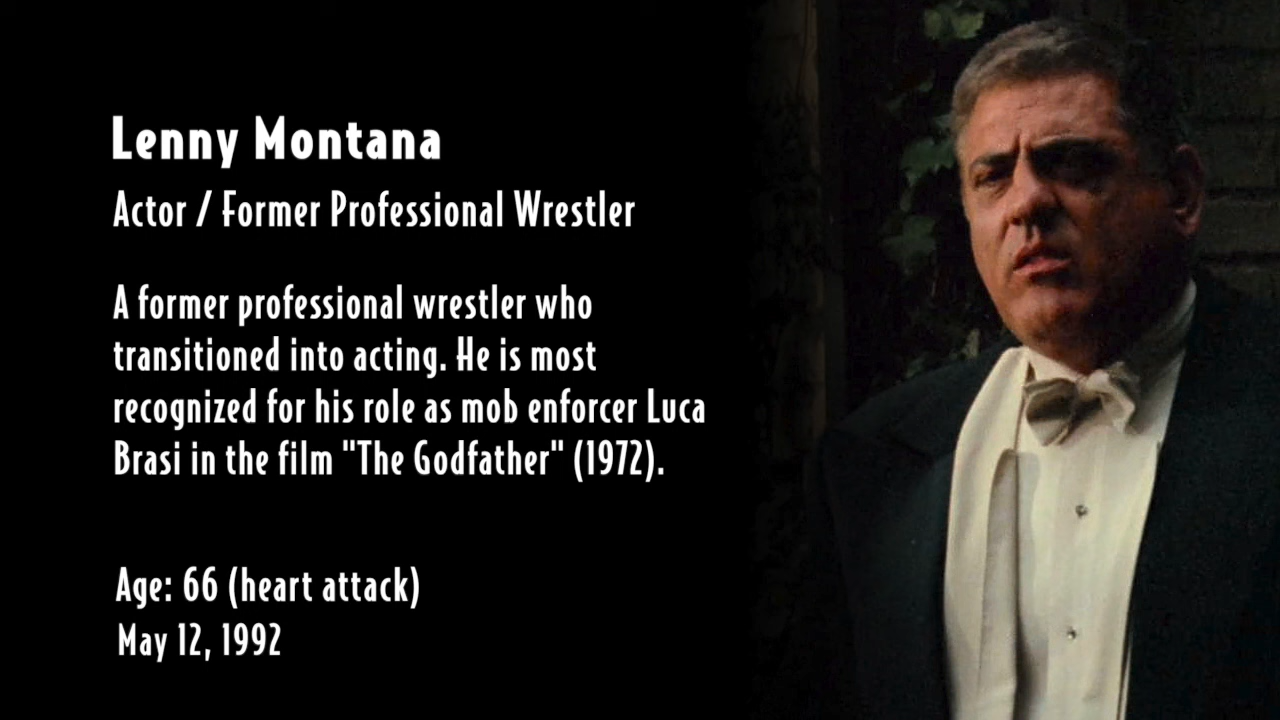 Lenny Montana
Actor / Former Professional Wrestler
A former professional wrestler who
transitioned into acting. He is most
recognized for his role as mob enforcer Luca
Brasi in the film "The Godfather" (1972).
Age: 66 (heart attack)
May 12, 1992